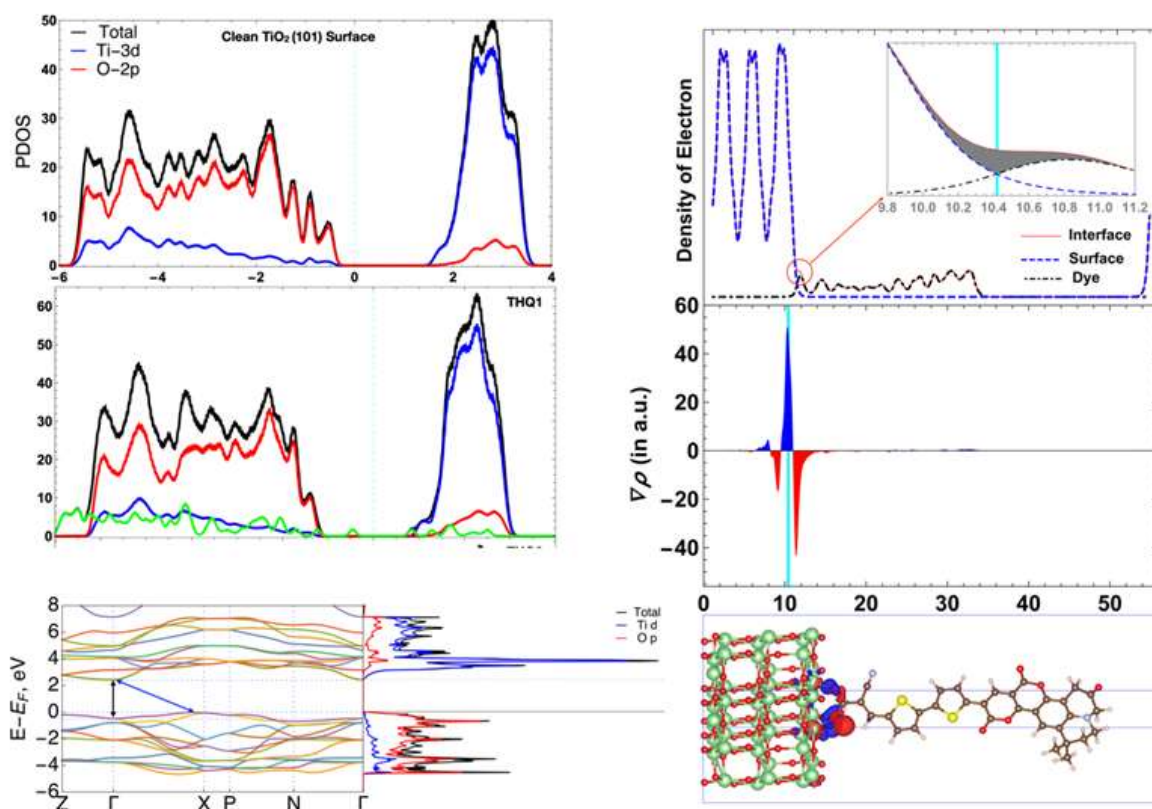 Clean TiO₂ (101) Surface
Total
Ti-3d
O-2p
PDOS
50
40
30
20
10
0
-6
-4
-2
0
2
4
THQ1
60
50
40
30
20
10
0
E-E_F, eV
8
6
4
2
0
-2
-4
-6
Z
Γ
X
P
N
Γ
Total
Ti d
O p
Density of Electron
9.8
10.0
10.2
10.4
10.6
10.8
11.0
11.2
Interface
Surface
Dye
∇ρ (in a.u.)
60
40
20
0
-20
-40
0
10
20
30
40
50